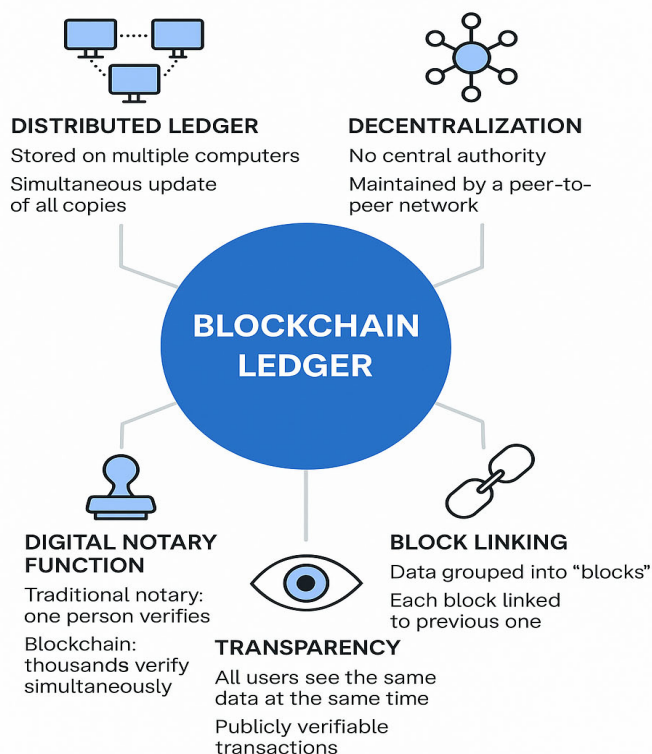 DISTRIBUTED LEDGER
Stored on multiple computers
Simultaneous update
of all copies
DECENTRALIZATION
No central authority
Maintained by a peer-to-
peer network
BLOCKCHAIN
LEDGER
DIGITAL NOTARY
FUNCTION
Traditional notary:
one person verifies
Blockchain:
thousands verify
simultaneously
TRANSPARENCY
All users see the same
data at the same time
Publicly verifiable
transactions
BLOCK LINKING
Data grouped into “blocks”
Each block linked
to previous one